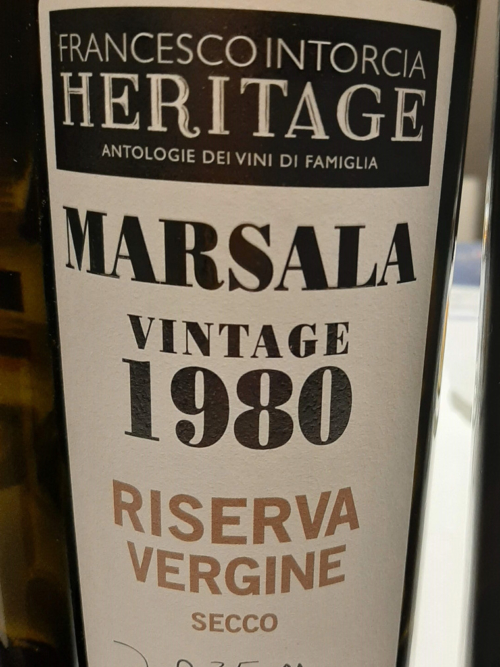 FRANCESCO INTORCIA
HERITAGE
ANTOLOGIE DEI VINI DI FAMIGLIA
MARSALA
VINTAGE
1980
RISERVA
VERGINE
SECCO